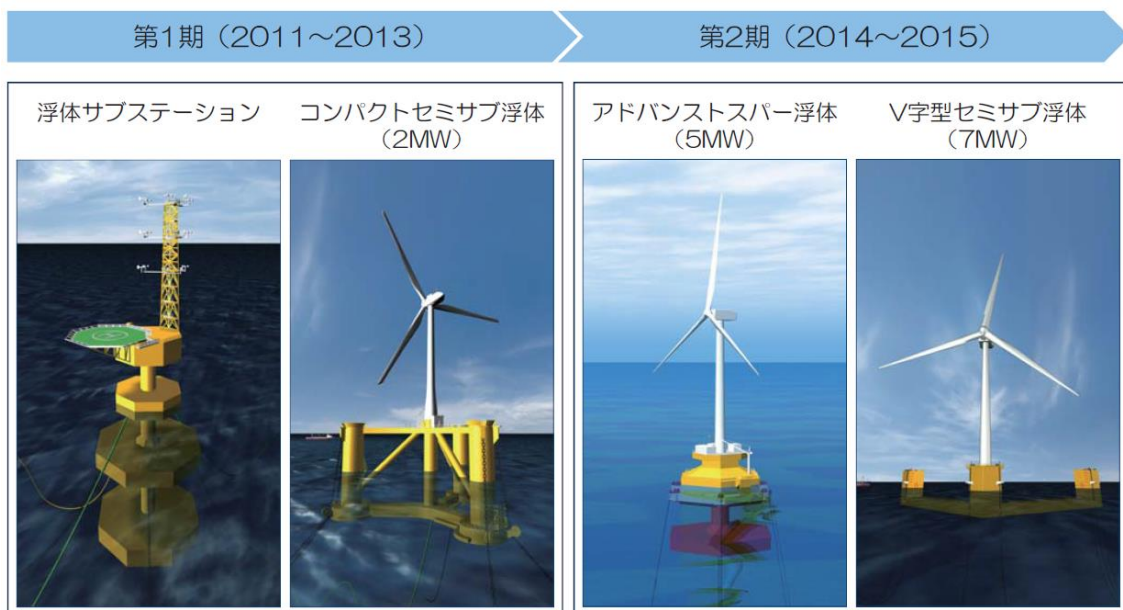 第1期（2011～2013）
第2期（2014～2015）
浮体サブステーション
コンパクトセミサブ浮体
（2MW）
アドバンストスパー浮体
（5MW）
V字型セミサブ浮体
（7MW）